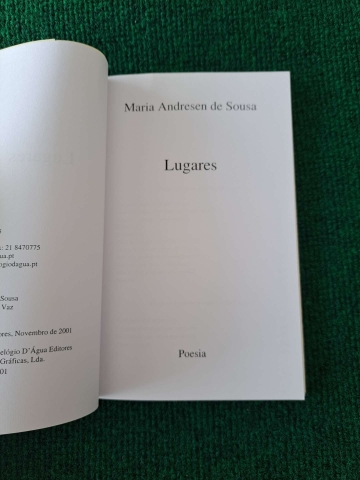 : 21 8470775
ua.pt
ogiodagua.pt
Sousa
Vaz
ores, Novembro de 2001
elógio D'Água Editores
Gráficas, Lda.
01
Maria Andresen de Sousa
Lugares
Poesia